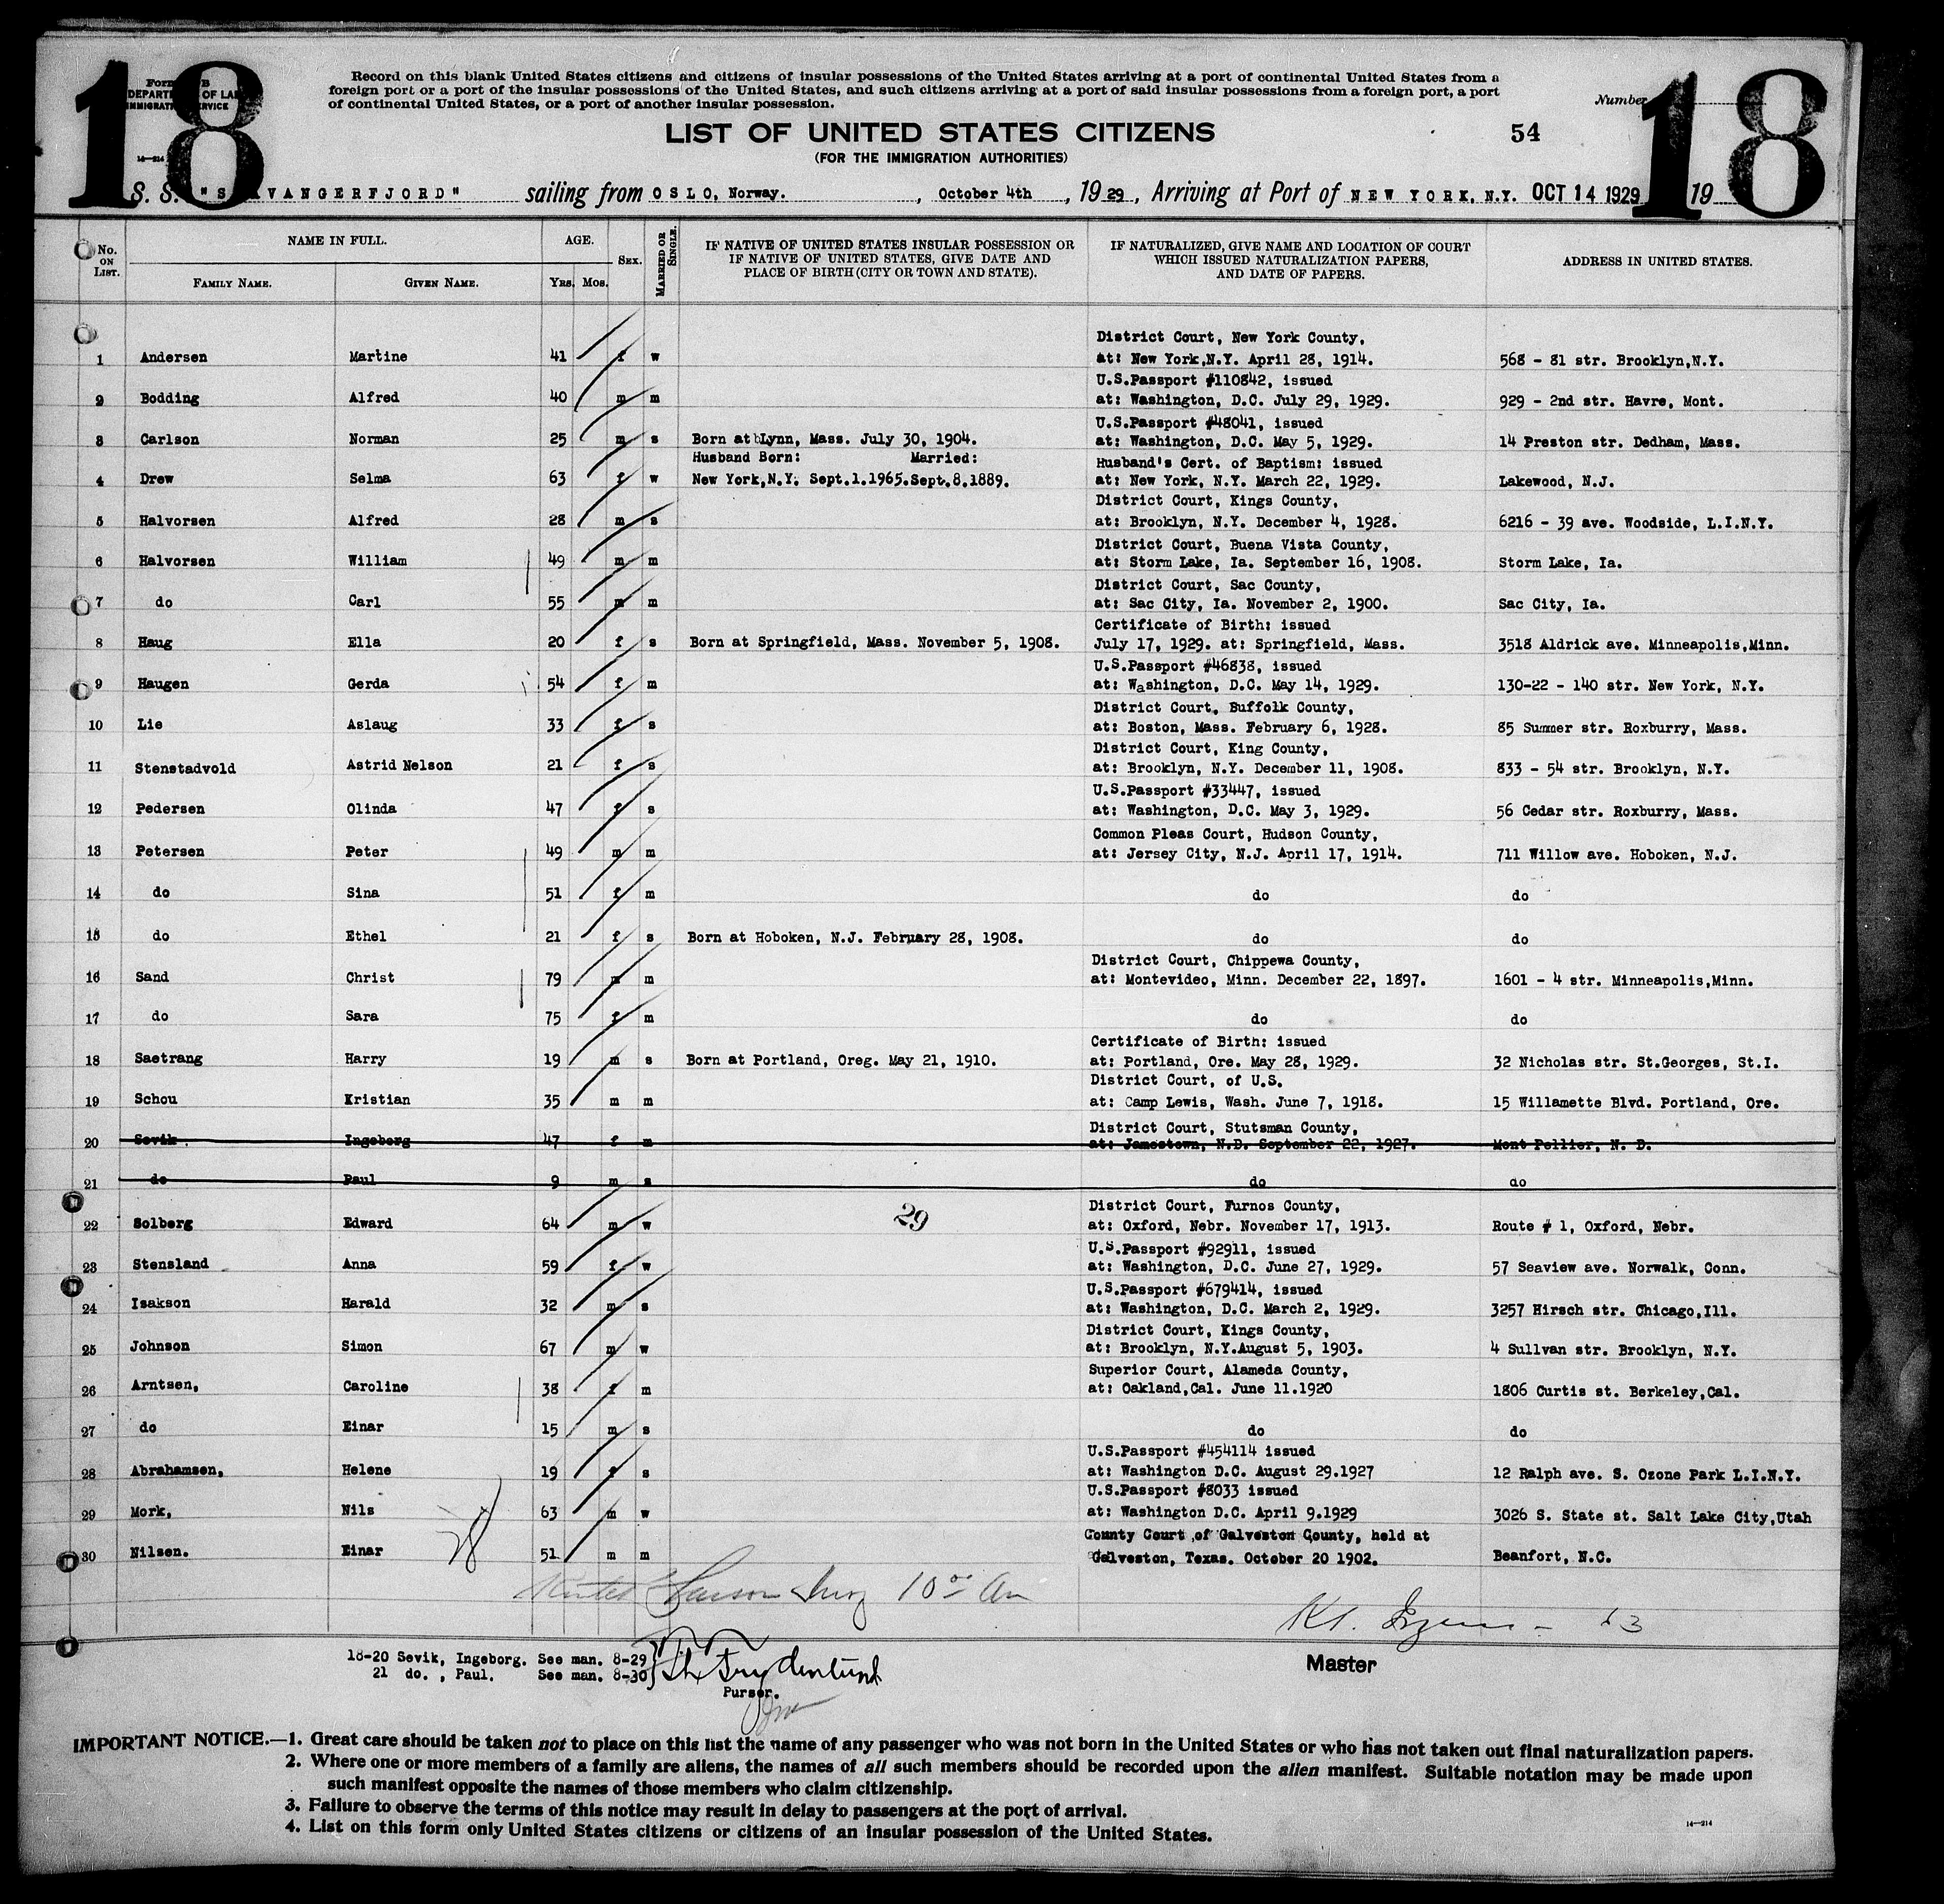 18
18
Record on this blank United States citizens and citizens of insular possessions of the United States arriving at a port of continental United States from a
foreign port or a port of the insular possessions of the United States, and such citizens arriving at a port of said insular possessions from a foreign port, a port
of continental United States, or a port of another insular possession.
Number
LIST OF UNITED STATES CITIZENS
54
(FOR THE IMMIGRATION AUTHORITIES)
14—214
S. S. "STAVANGERFJORD" sailing from OSLO, Norway. , October 4th , 1929, Arriving at Port of NEW YORK, N.Y. OCT 14 1929 19
No. ON LIST.
NAME IN FULL.
FAMILY NAME.
GIVEN NAME.
AGE.
YRS. MOS.
SEX.
MARRIED OR SINGLE.
IF NATIVE OF UNITED STATES INSULAR POSSESSION OR
IF NATIVE OF UNITED STATES, GIVE DATE AND
PLACE OF BIRTH (CITY OR TOWN AND STATE).
IF NATURALIZED, GIVE NAME AND LOCATION OF COURT
WHICH ISSUED NATURALIZATION PAPERS,
AND DATE OF PAPERS.
ADDRESS IN UNITED STATES.
District Court, New York County,
1 Andersen Martine 41 f w at: New York,N.Y. April 28, 1914. 568 - 81 str. Brooklyn,N.Y.
U.S.Passport #110842, issued
2 Bodding Alfred 40 m m at: Washington, D.C. July 29, 1929. 929 - 2nd str. Havre, Mont.
U.S.Passport #48041, issued
3 Carlson Norman 25 m s Born at Lynn, Mass. July 30, 1904. at: Washington, D.C. May 5, 1929. 14 Preston str. Dedham, Mass.
Husband Born: Married: Husband's Cert. of Baptism: issued
4 Drew Selma 63 f w New York,N.Y. Sept.1.1965.Sept.8.1889. at: New York, N.Y. March 22, 1929. Lakewood, N.J.
District Court, Kings County,
5 Halvorsen Alfred 28 m s at: Brooklyn, N.Y. December 4, 1928. 6216 - 39 ave. Woodside, L.I.N.Y.
District Court, Buena Vista County,
6 Halvorsen William 49 m m at: Storm Lake, Ia. September 16, 1908. Storm Lake, Ia.
District Court, Sac County,
7 do Carl 55 m m at: Sac City, Ia. November 2, 1900. Sac City, Ia.
Certificate of Birth: issued
8 Haug Ella 20 f s Born at Springfield, Mass. November 5, 1908. July 17, 1929. at: Springfield, Mass. 3518 Aldrick ave. Minneapolis,Minn.
U.S.Passport #46838, issued
9 Haugen Gerda 54 f m at: Washington, D.C. May 14, 1929. 130-22 - 140 str. New York, N.Y.
District Court, Suffolk County,
10 Lie Aslaug 33 f s at: Boston, Mass. February 6, 1928. 85 Summer str. Roxburry, Mass.
District Court, King County,
11 Stenstadvold Astrid Nelson 21 f s at: Brooklyn, N.Y. December 11, 1908. 833 - 54 str. Brooklyn, N.Y.
U.S.Passport #33447, issued
12 Pedersen Olinda 47 f s at: Washington, D.C. May 3, 1929. 56 Cedar str. Roxburry, Mass.
Common Pleas Court, Hudson County,
13 Petersen Peter 49 m m at: Jersey City, N.J. April 17, 1914. 711 Willow ave. Hoboken, N.J.
14 do Sina 51 f m do do
15 do Ethel 21 f s Born at Hoboken, N.J. February 28, 1908. do do
District Court, Chippewa County,
16 Sand Christ 79 m m at: Montevideo, Minn. December 22, 1897. 1601 - 4 str. Minneapolis,Minn.
17 do Sara 75 f m do do
Certificate of Birth: issued
18 Saetrang Harry 19 m s Born at Portland, Oreg. May 21, 1910. at: Portland, Ore. May 28, 1929. 32 Nicholas str. St.Georges, St.I.
District Court, of U.S.
19 Schou Kristian 35 m m at: Camp Lewis, Wash. June 7, 1918. 15 Willamette Blvd. Portland, Ore.
District Court, Stutsman County,
20 Sevik Ingeborg 47 f m at: Jamestown, N.D. September 22, 1927. Mont Pellier, N. D.
21 do Paul 9 m s do do
District Court, Furnos County,
22 Solberg Edward 64 m w 29 at: Oxford, Nebr. November 17, 1913. Route # 1, Oxford, Nebr.
U.S.Passport #92911, issued
23 Stensland Anna 59 f w at: Washington, D.C. June 27, 1929. 57 Seaview ave. Norwalk, Conn.
U.S.Passport #679414, issued
24 Isakson Harald 32 m s at: Washington, D.C. March 2, 1929. 3257 Hirsch str. Chicago,Ill.
District Court, Kings County,
25 Johnson Simon 67 m w at: Brooklyn, N.Y.August 5, 1903. 4 Sullvan str. Brooklyn, N.Y.
Superior Court, Alameda County,
26 Arntsen, Caroline 38 f m at: Oakland,Cal. June 11.1920 1806 Curtis st. Berkeley,Cal.
27 do Einar 15 m s do do
U.S.Passport #454114 issued
28 Abrahamsen, Helene 19 f s at: Washington D.C. August 29.1927 12 Ralph ave. S. Ozone Park L.I.N.Y.
U.S.Passport #8033 issued
29 Mork, Nils 63 m w at: Washington D.C. April 9.1929 3026 S. State st. Salt Lake City,Utah
County Court of Galveston County, held at
30 Nilsen. Einar 51 m m Galveston, Texas. October 20 1902. Beanfort, N.C.
28
10 00 Am
Master
18-20 Sevik, Ingeborg. See man. 8-29
21 do. , Paul. See man. 8-30
Purser.
IMPORTANT NOTICE.—1. Great care should be taken not to place on this list the name of any passenger who was not born in the United States or who has not taken out final naturalization papers.
2. Where one or more members of a family are aliens, the names of all such members should be recorded upon the alien manifest. Suitable notation may be made upon
such manifest opposite the names of those members who claim citizenship.
3. Failure to observe the terms of this notice may result in delay to passengers at the port of arrival.
4. List on this form only United States citizens or citizens of an insular possession of the United States.
14—214